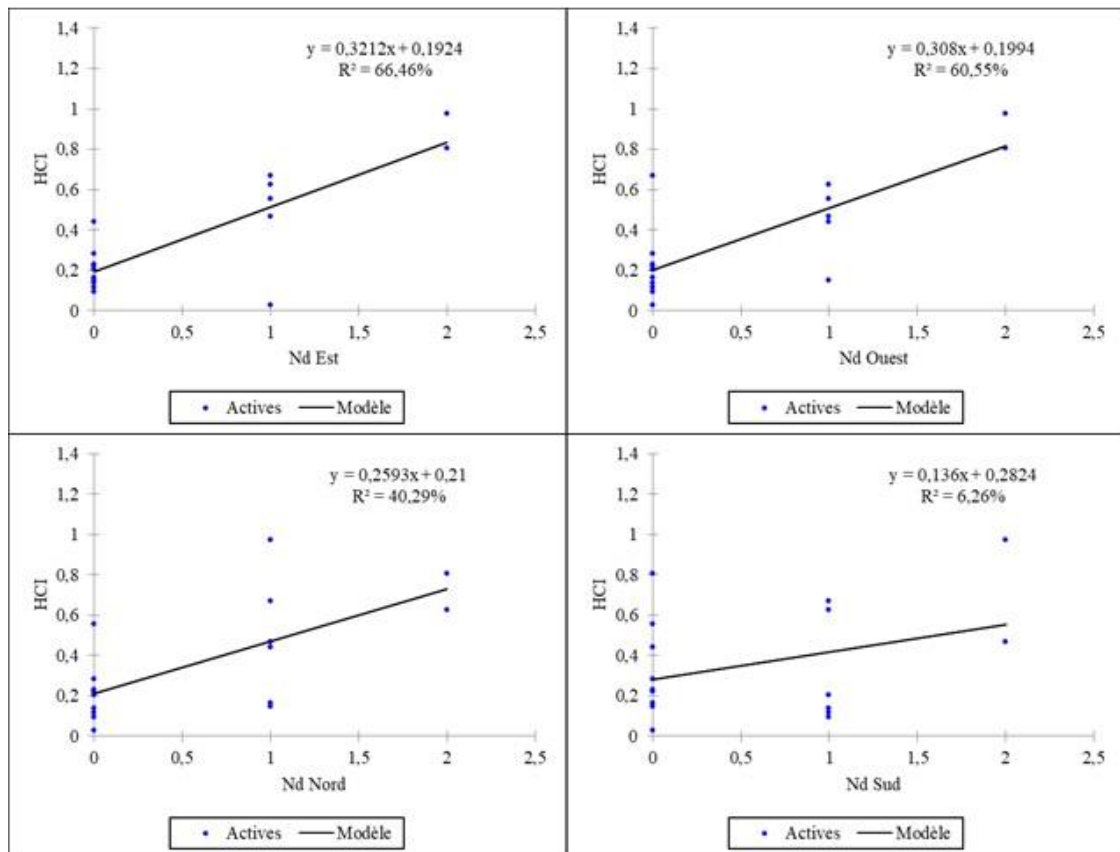 1,4
y = 0,3212x + 0,1924
1,2
R² = 66,46%
1
0,8
HCI
0,6
0,4
0,2
0
0 0,5 1 1,5 2 2,5
Nd Est
Actives Modèle
1,4
y = 0,308x + 0,1994
1,2
R² = 60,55%
1
0,8
HCI
0,6
0,4
0,2
0
0 0,5 1 1,5 2 2,5
Nd Ouest
Actives Modèle
1,4
y = 0,2593x + 0,21
1,2
R² = 40,29%
1
0,8
HCI
0,6
0,4
0,2
0
0 0,5 1 1,5 2 2,5
Nd Nord
Actives Modèle
1,4
y = 0,136x + 0,2824
1,2
R² = 6,26%
1
0,8
HCI
0,6
0,4
0,2
0
0 0,5 1 1,5 2 2,5
Nd Sud
Actives Modèle